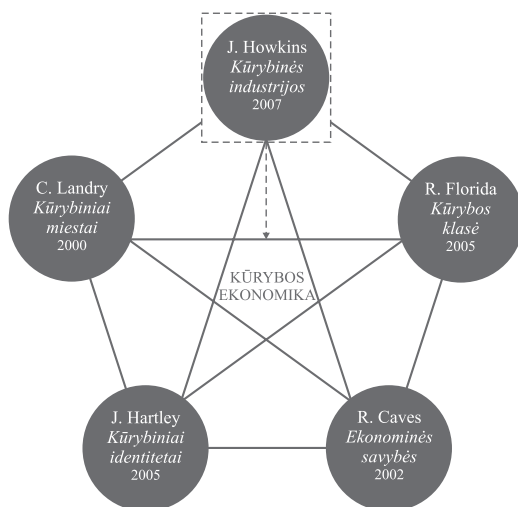 J. Howkins
Kūrybinės
industrijos
2007
C. Landry
Kūrybiniai
miestai
2000
R. Florida
Kūrybos
klasė
2005
KŪRYBOS
EKONOMIKA
J. Hartley
Kūrybiniai
identitetai
2005
R. Caves
Ekonominės
savybės
2002